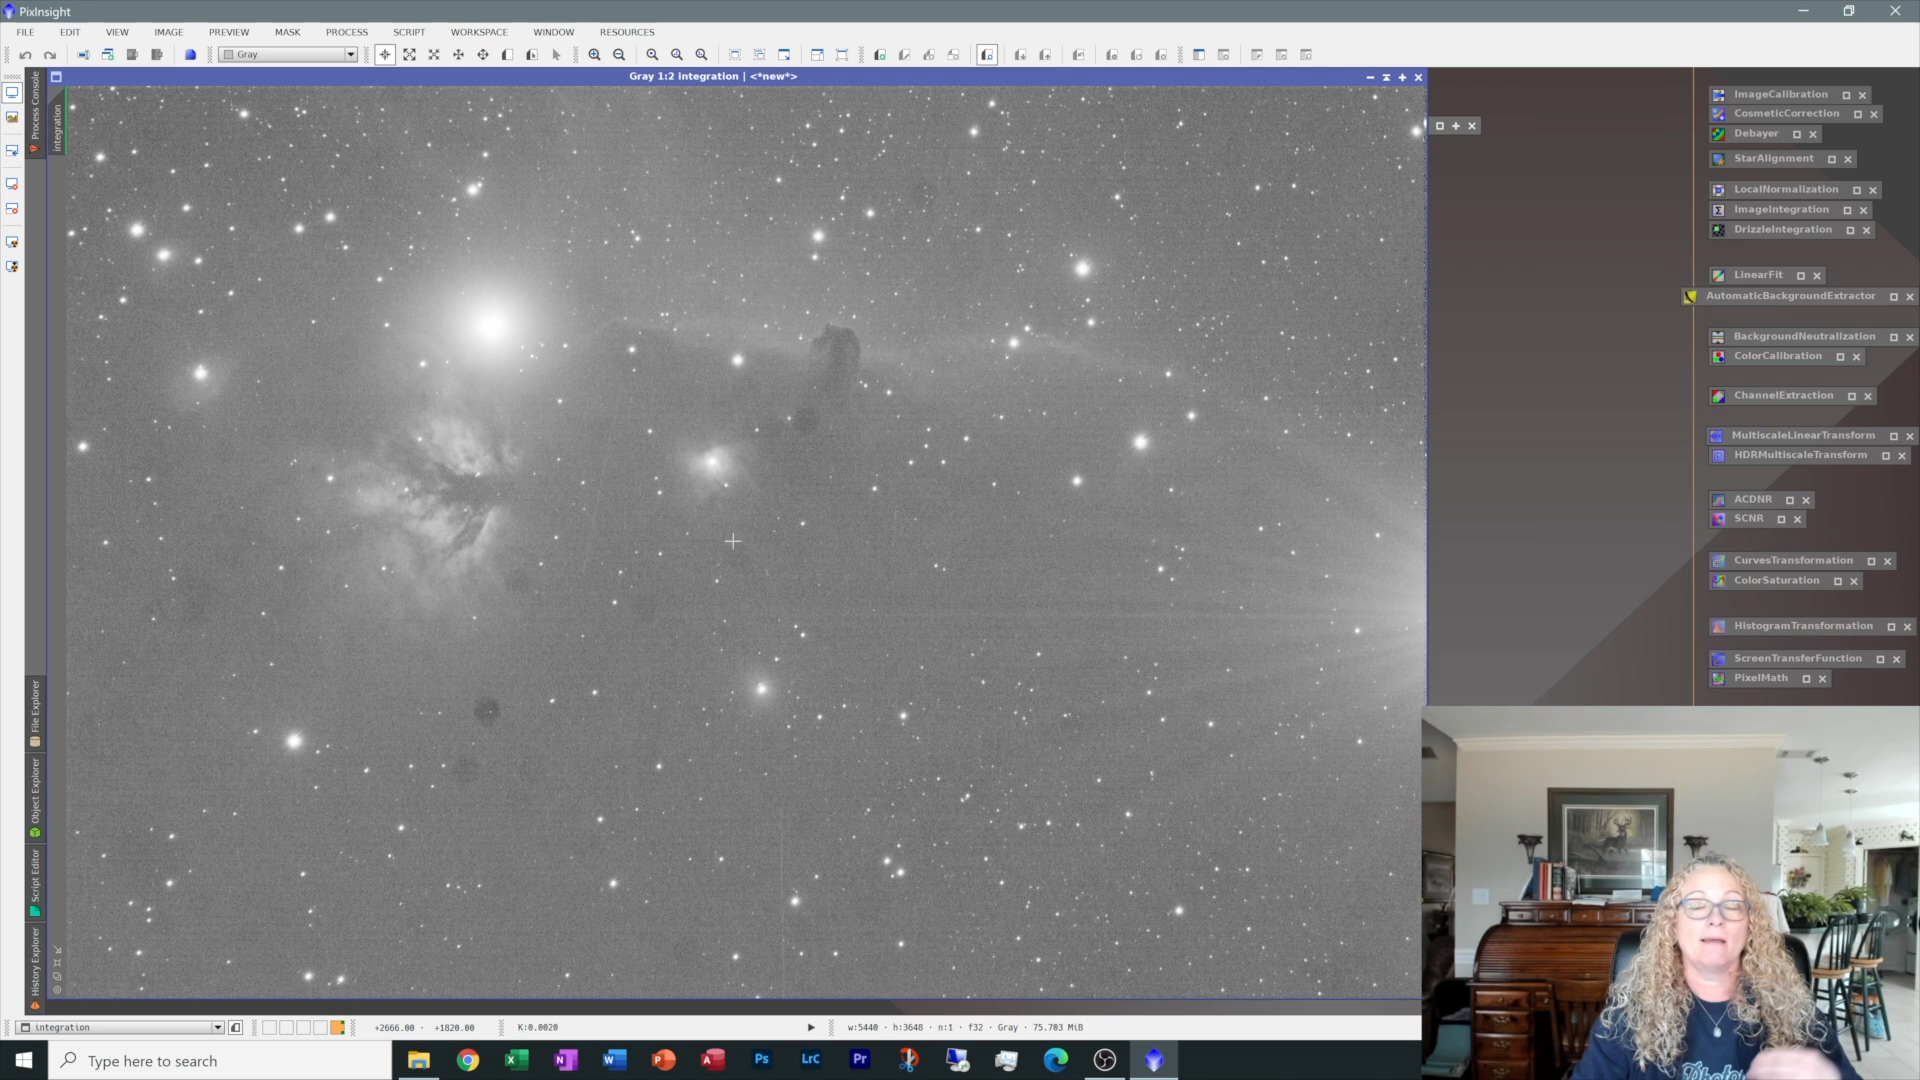 PixInsight
FILE EDIT VIEW IMAGE PREVIEW MASK PROCESS SCRIPT WORKSPACE WINDOW RESOURCES
Gray
Gray 1:2 integration | <*new*>
Process Console
integration
File Explorer
Object Explorer
Script Editor
History Explorer
ImageCalibration
CosmeticCorrection
Debayer
StarAlignment
LocalNormalization
ImageIntegration
DrizzleIntegration
LinearFit
AutomaticBackgroundExtractor
BackgroundNeutralization
ColorCalibration
ChannelExtraction
MultiscaleLinearTransform
HDRMultiscaleTransform
ACDNR
SCNR
CurvesTransformation
ColorSaturation
HistogramTransformation
ScreenTransferFunction
PixelMath
integration
+2666.00 · +1820.00
K:0.0020
w:5440 · h:3648 · n:1 · f32 · Gray · 75.703 MiB
Type here to search
X N W P A Ps LrC Pr